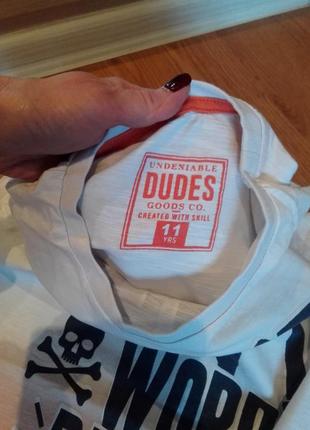 UNDENIABLE
DUDES
GOODS CO.
CREATED WITH SKILL
11
YRS